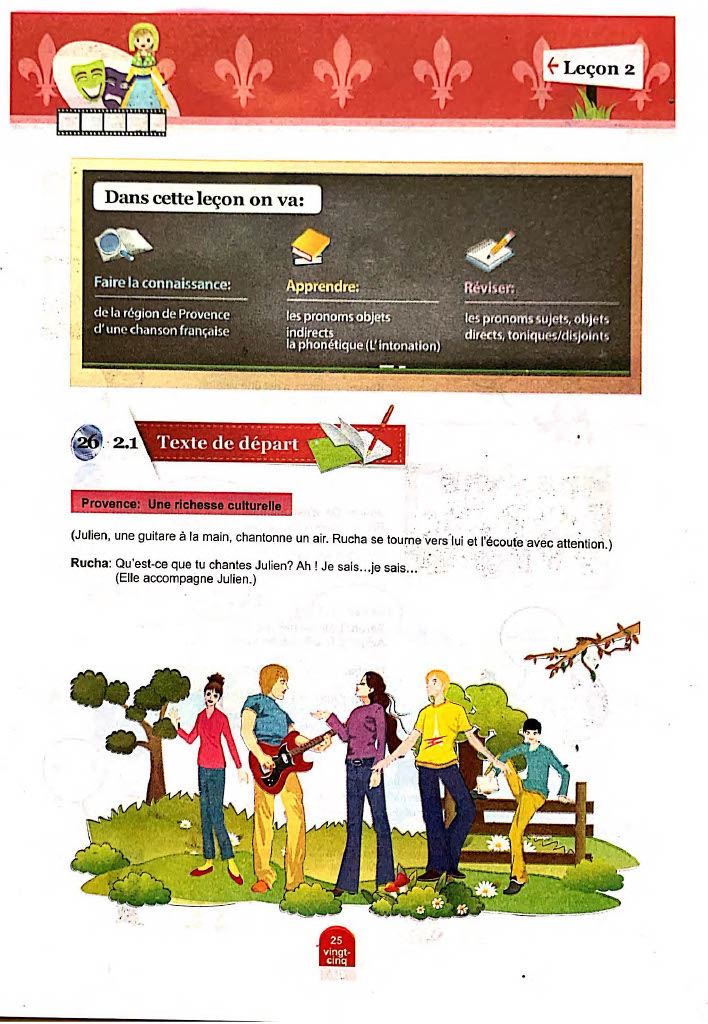 ← Leçon 2
Dans cette leçon on va:
Faire la connaissance:
de la région de Provence
d'une chanson française
Apprendre:
les pronoms objets
indirects
la phonétique (L'intonation)
Réviser:
les pronoms sujets, objets
directs, toniques/disjoints
26 2.1 Texte de départ
Provence: Une richesse culturelle
(Julien, une guitare à la main, chantonne un air. Rucha se tourne vers lui et l'écoute avec attention.)
Rucha: Qu'est-ce que tu chantes Julien? Ah ! Je sais...je sais...
(Elle accompagne Julien.)
25
vingt-
cinq